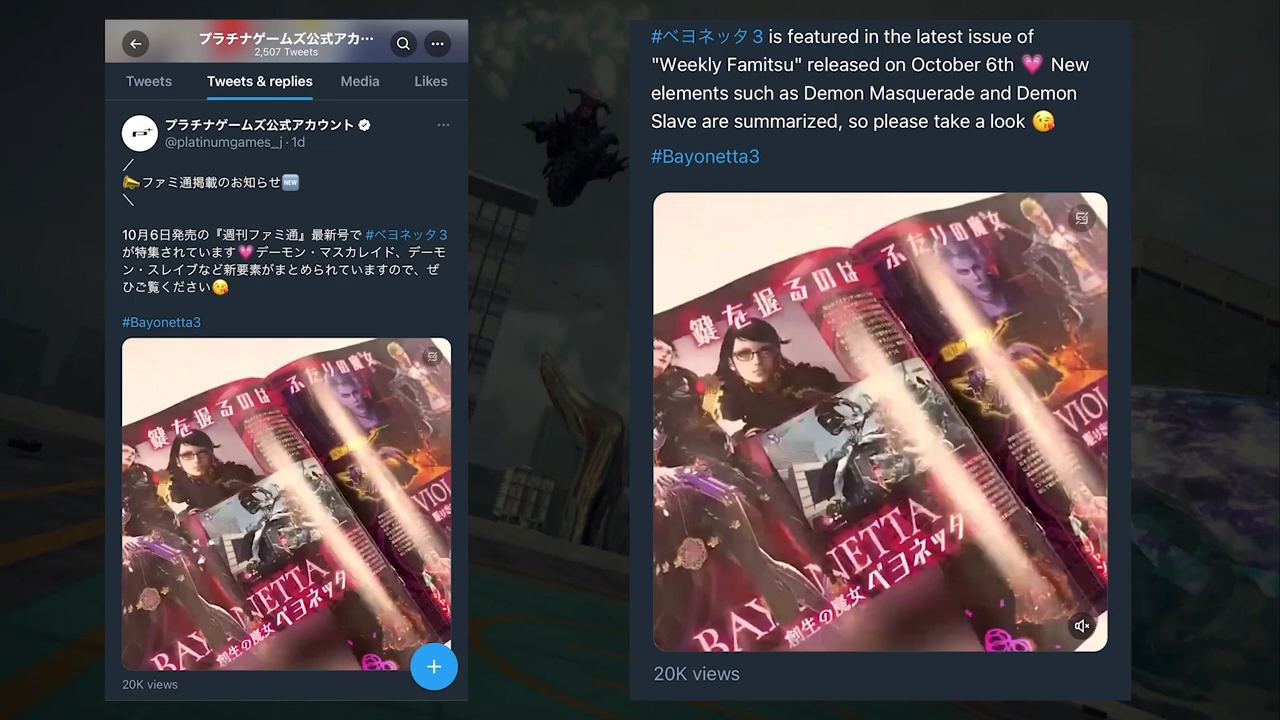 プラチナゲームズ公式アカ…
2,507 Tweets
Tweets
Tweets & replies
Media
Likes
プラチナゲームズ公式アカウント
@platinumgames_j · 1d
／
📣ファミ通掲載のお知らせ🆕
＼
10月6日発売の『週刊ファミ通』最新号で #ベヨネッタ３
が特集されています💗デーモン・マスカレイド、デーモ
ン・スレイブなど新要素がまとめられていますので、ぜ
ひご覧ください😘
#Bayonetta3
鍵を握るのは
ふたりの魔女
VIOL
NETTA
BAY
創生の魔女 ベヨネッタ
20K views
#ベヨネッタ３ is featured in the latest issue of
"Weekly Famitsu" released on October 6th 💗 New
elements such as Demon Masquerade and Demon
Slave are summarized, so please take a look 😘
#Bayonetta3
鍵を握るのは
ふたりの魔女
VIOL
NETTA
BAY
創生の魔女 ベヨネッタ
20K views